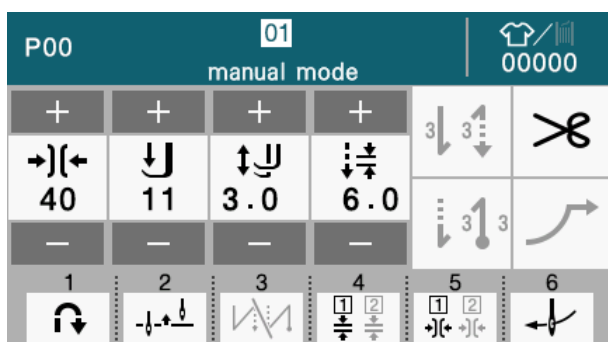 P00
01
manual mode
00000
+ + + +
3 3
40 11 3.0 6.0
3 3
− − − −
1 2 3 4 5 6
1 2 1 2